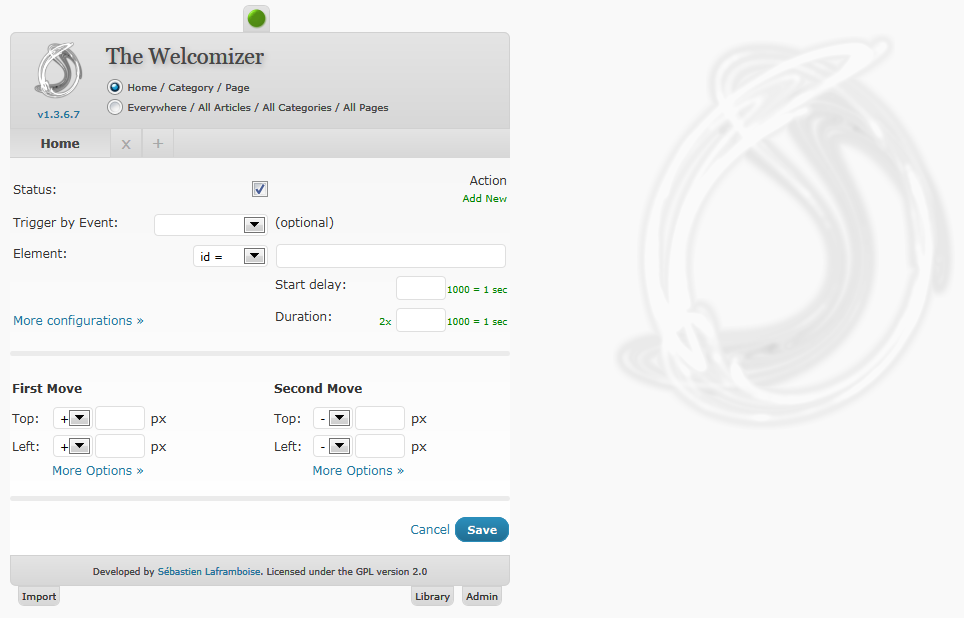 The Welcomizer
Home / Category / Page
Everywhere / All Articles / All Categories / All Pages
v1.3.6.7
Home x +
Status: Action
Add New
Trigger by Event: (optional)
Element: id =
Start delay: 1000 = 1 sec
More configurations » Duration: 2x 1000 = 1 sec
First Move Second Move
Top: + px Top: - px
Left: + px Left: - px
More Options » More Options »
Cancel Save
Developed by Sébastien Laframboise. Licensed under the GPL version 2.0
Import Library Admin